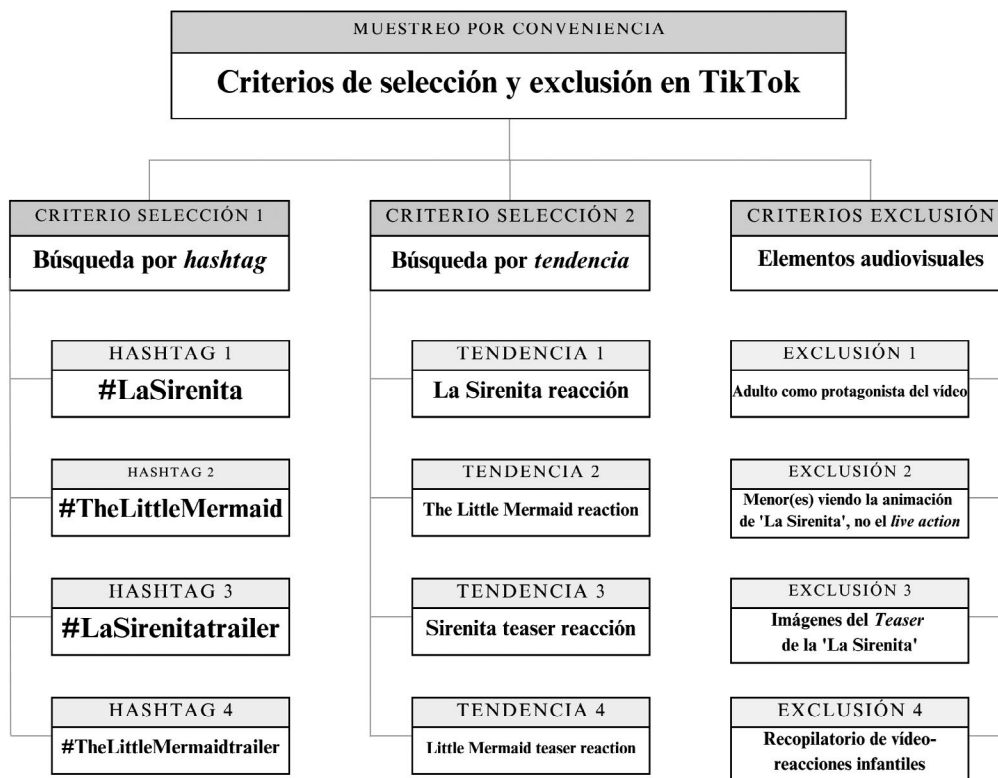 MUESTREO POR CONVENIENCIA
Criterios de selección y exclusión en TikTok
CRITERIO SELECCIÓN 1
Búsqueda por hashtag
HASHTAG 1
#LaSirenita
HASHTAG 2
#TheLittleMermaid
HASHTAG 3
#LaSirenitatrailer
HASHTAG 4
#TheLittleMermaidtrailer
CRITERIO SELECCIÓN 2
Búsqueda por tendencia
TENDENCIA 1
La Sirenita reacción
TENDENCIA 2
The Little Mermaid reaction
TENDENCIA 3
Sirenita teaser reacción
TENDENCIA 4
Little Mermaid teaser reaction
CRITERIOS EXCLUSIÓN
Elementos audiovisuales
EXCLUSIÓN 1
Adulto como protagonista del vídeo
EXCLUSIÓN 2
Menor(es) viendo la animación
de 'La Sirenita', no el live action
EXCLUSIÓN 3
Imágenes del Teaser
de la 'La Sirenita'
EXCLUSIÓN 4
Recopilatorio de vídeo-
reacciones infantiles